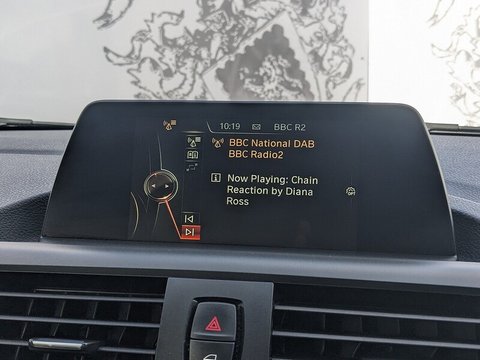 10:19 BBC R2
BBC National DAB
BBC Radio2
Now Playing: Chain
Reaction by Diana
Ross